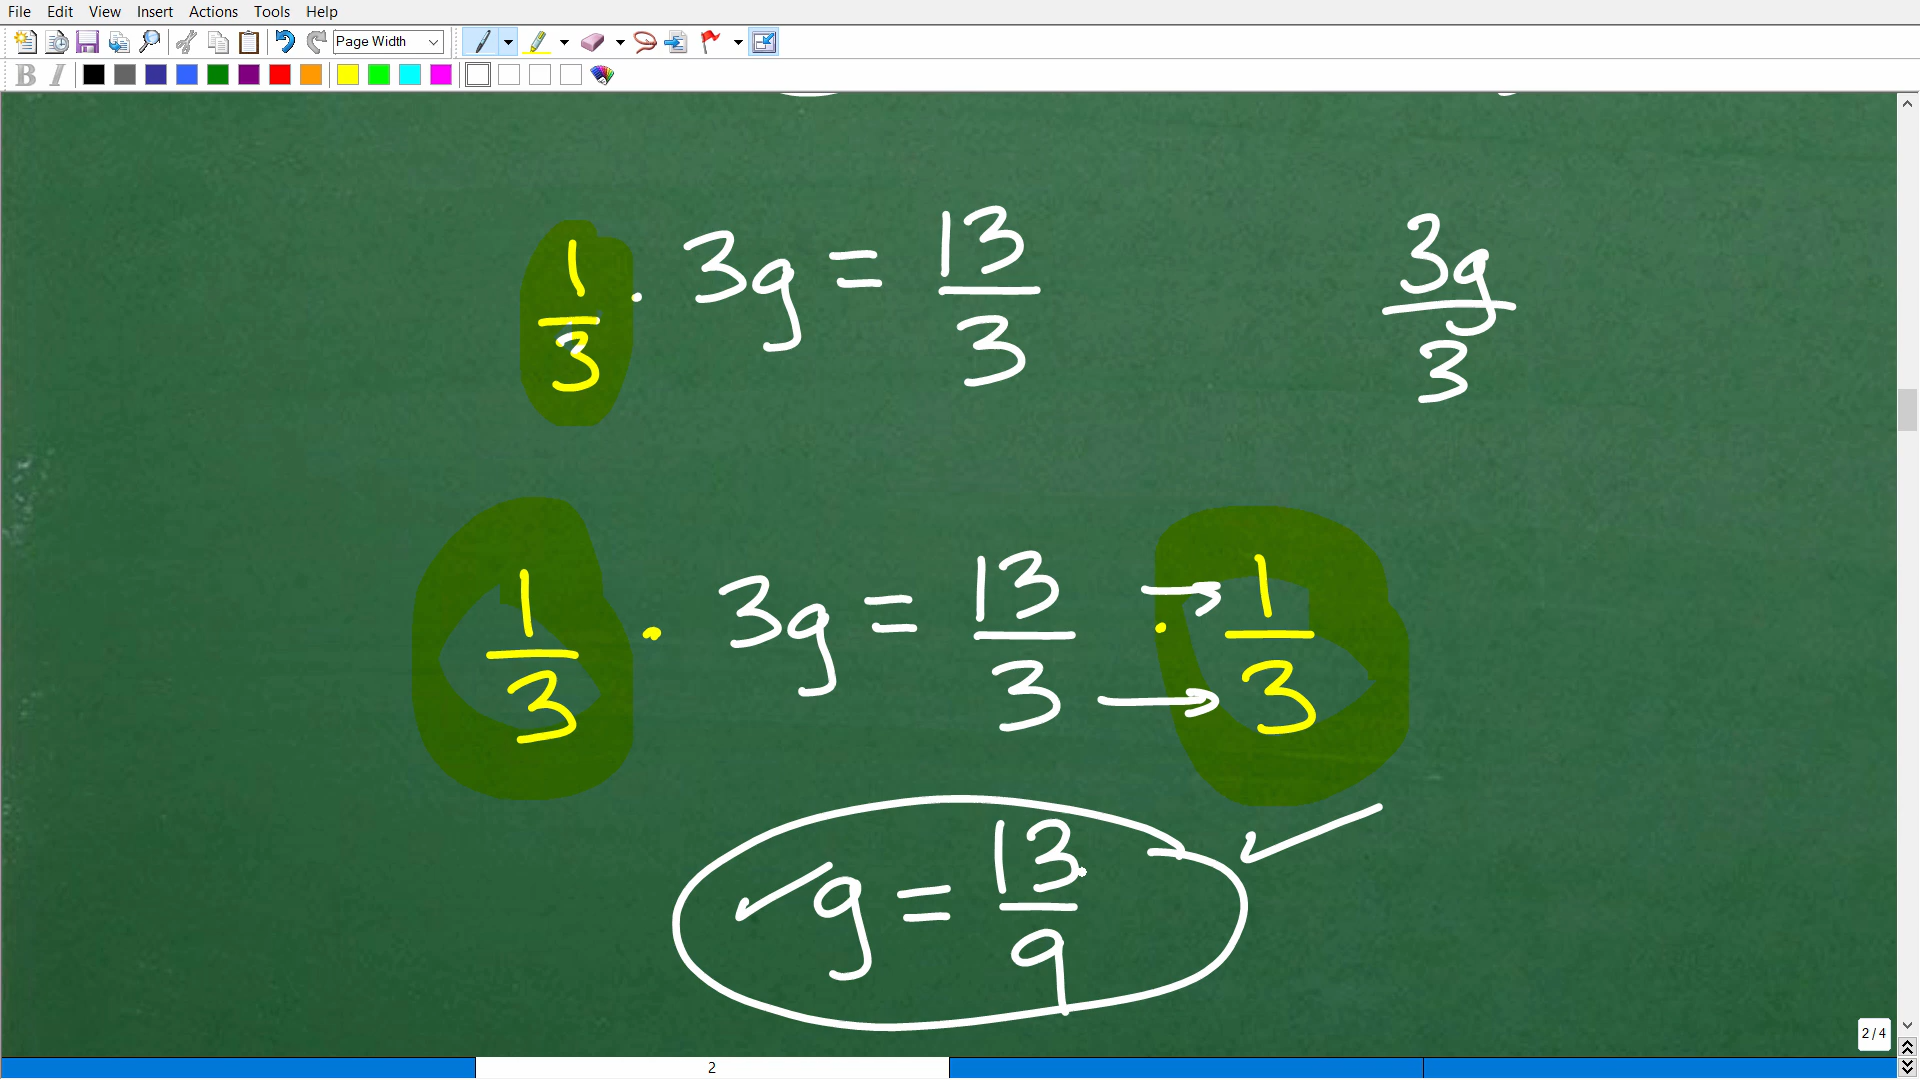 File Edit View Insert Actions Tools Help
Page Width
B I
1/3 · 3g = 13/3
3g/3
1/3 · 3g = 13/3 · 1/3
g = 13/9
2 / 4
2